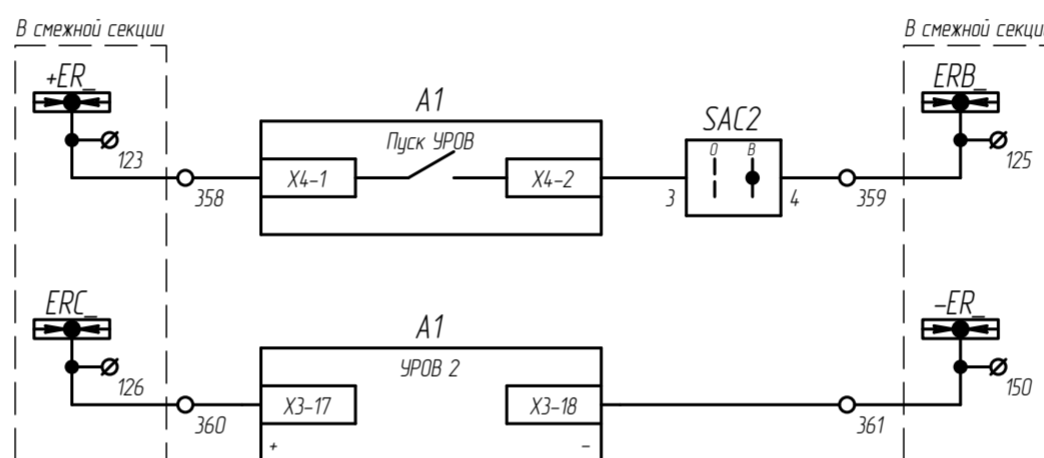 В смежной секции
В смежной секци
+ER_
A1
ERB_
Пуск УРОВ
SAC2
О В
123
X4-1
X4-2
125
358
3
4
359
ERC_
A1
-ER_
УРОВ 2
126
X3-17
X3-18
150
360
361
+
-